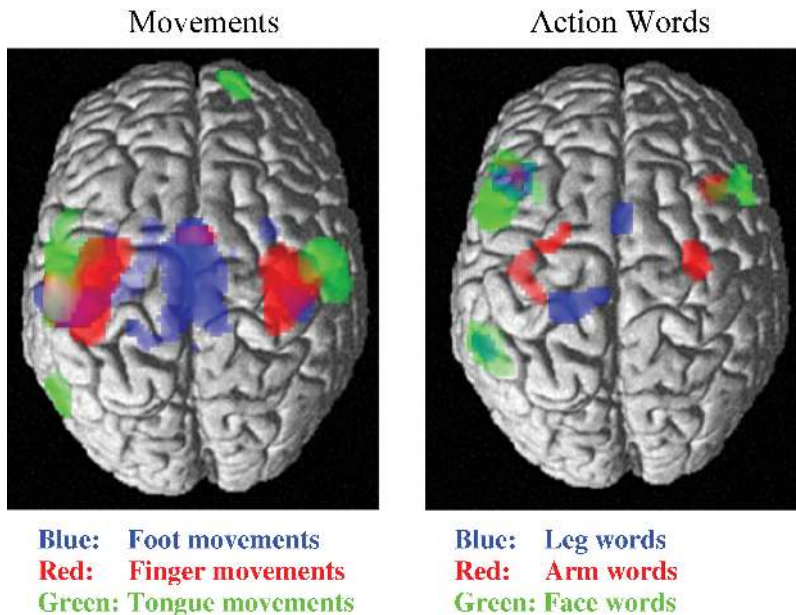 Movements
Action Words
Blue: Foot movements
Red: Finger movements
Green: Tongue movements
Blue: Leg words
Red: Arm words
Green: Face words